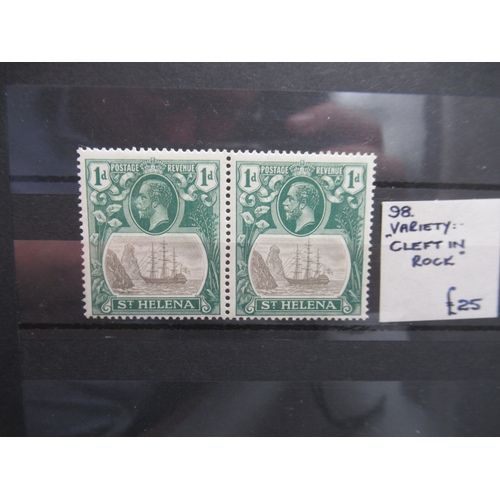 1d POSTAGE REVENUE 1d
ST HELENA
1d POSTAGE REVENUE 1d
ST HELENA
98.
VARIETY:-
"CLEFT IN
ROCK"
£25